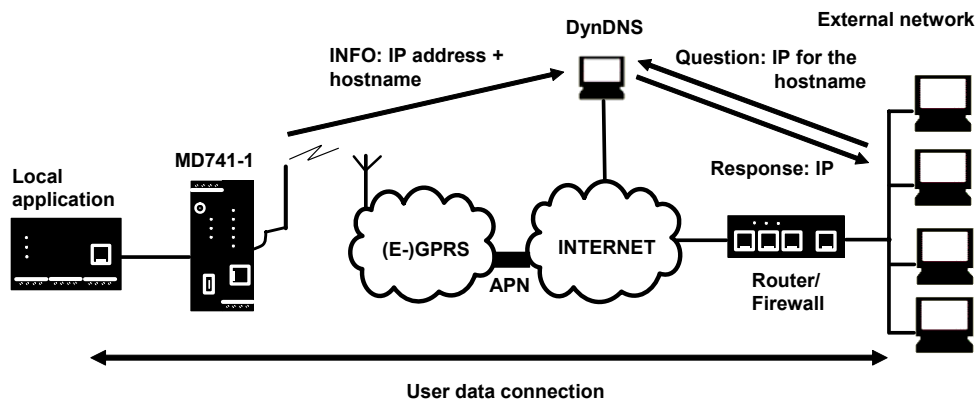 External network
DynDNS
INFO: IP address +
hostname
Question: IP for the
hostname
MD741-1
Response: IP
Local
application
(E-)GPRS
INTERNET
APN
Router/
Firewall
User data connection